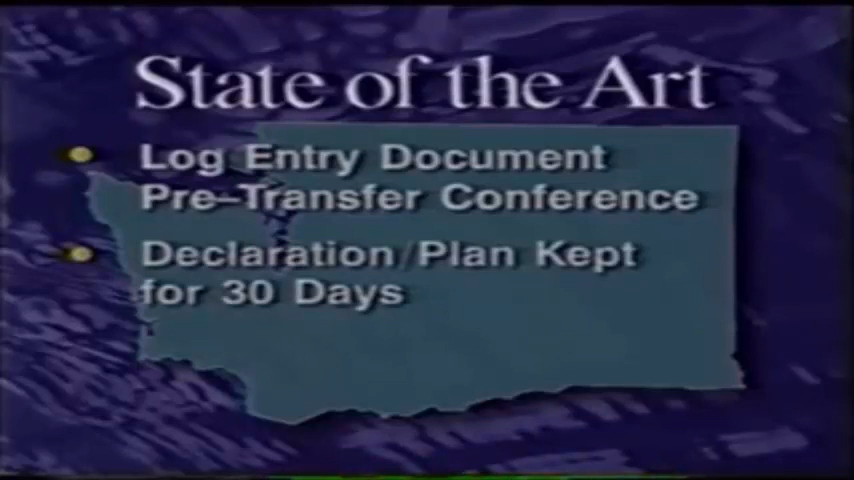 State of the Art
Log Entry Document
Pre-Transfer Conference
Declaration/Plan Kept
for 30 Days